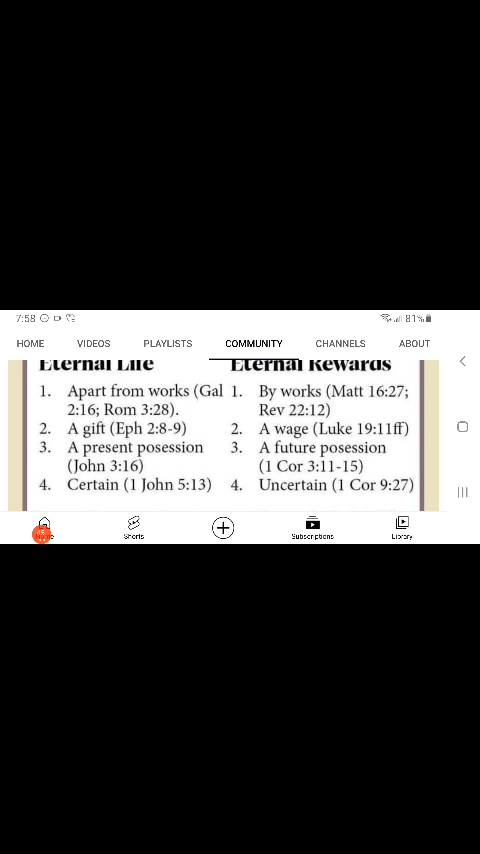 7:58 81%
HOME VIDEOS PLAYLISTS COMMUNITY CHANNELS ABOUT
Eternal Life
1. Apart from works (Gal
2:16; Rom 3:28).
2. A gift (Eph 2:8-9)
3. A present posession
(John 3:16)
4. Certain (1 John 5:13)
Eternal Rewards
1. By works (Matt 16:27;
Rev 22:12)
2. A wage (Luke 19:11ff)
3. A future posession
(1 Cor 3:11-15)
4. Uncertain (1 Cor 9:27)
Shorts Subscriptions Library